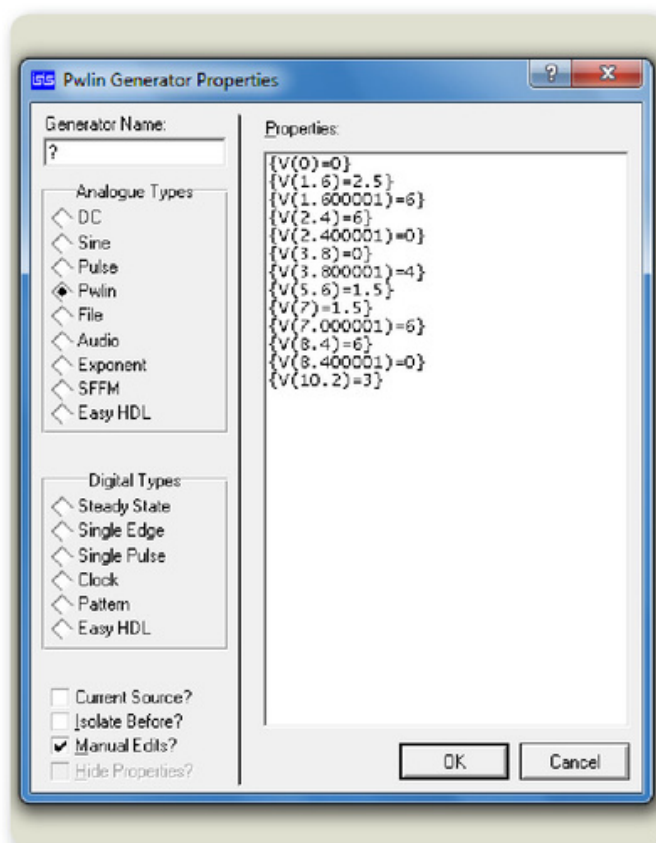 ISIS Pwlin Generator Properties
?
X
Generator Name:
?
Analogue Types
DC
Sine
Pulse
Pwlin
File
Audio
Exponent
SFFM
Easy HDL
Digital Types
Steady State
Single Edge
Single Pulse
Clock
Pattern
Easy HDL
Current Source?
Isolate Before?
Manual Edits?
Hide Properties?
Properties:
{V(0)=0}
{V(1.6)=2.5}
{V(1.600001)=6}
{V(2.4)=6}
{V(2.400001)=0}
{V(3.8)=0}
{V(3.800001)=4}
{V(5.6)=1.5}
{V(7)=1.5}
{V(7.000001)=6}
{V(8.4)=6}
{V(8.400001)=0}
{V(10.2)=3}
OK
Cancel